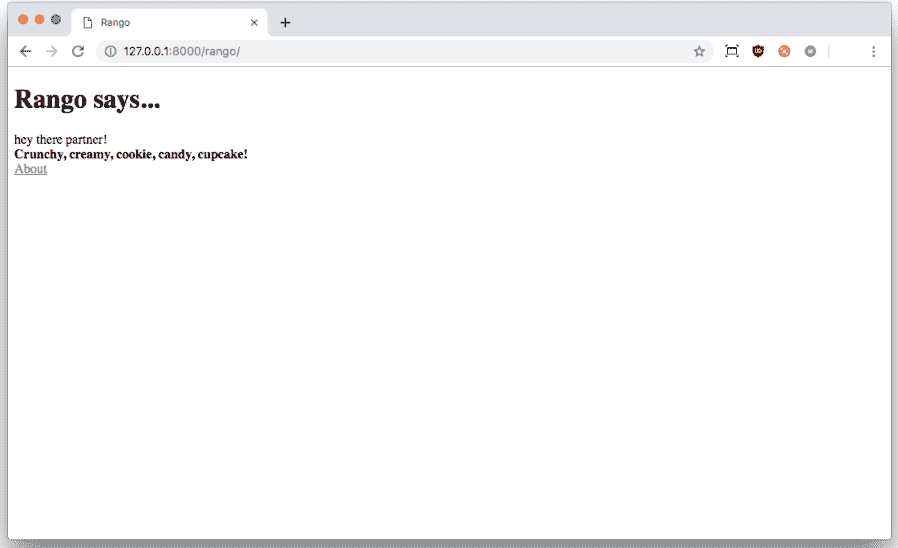 Rango
127.0.0.1:8000/rango/
Rango says...
hey there partner!
Crunchy, creamy, cookie, candy, cupcake!
About